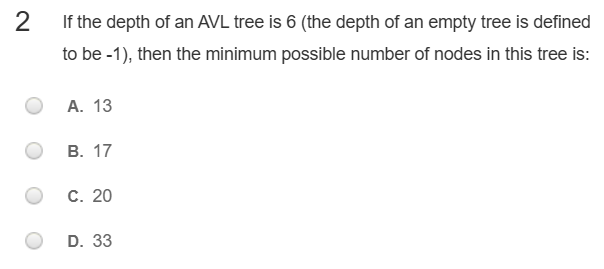 2 If the depth of an AVL tree is 6 (the depth of an empty tree is defined
to be -1), then the minimum possible number of nodes in this tree is:
A. 13
B. 17
C. 20
D. 33